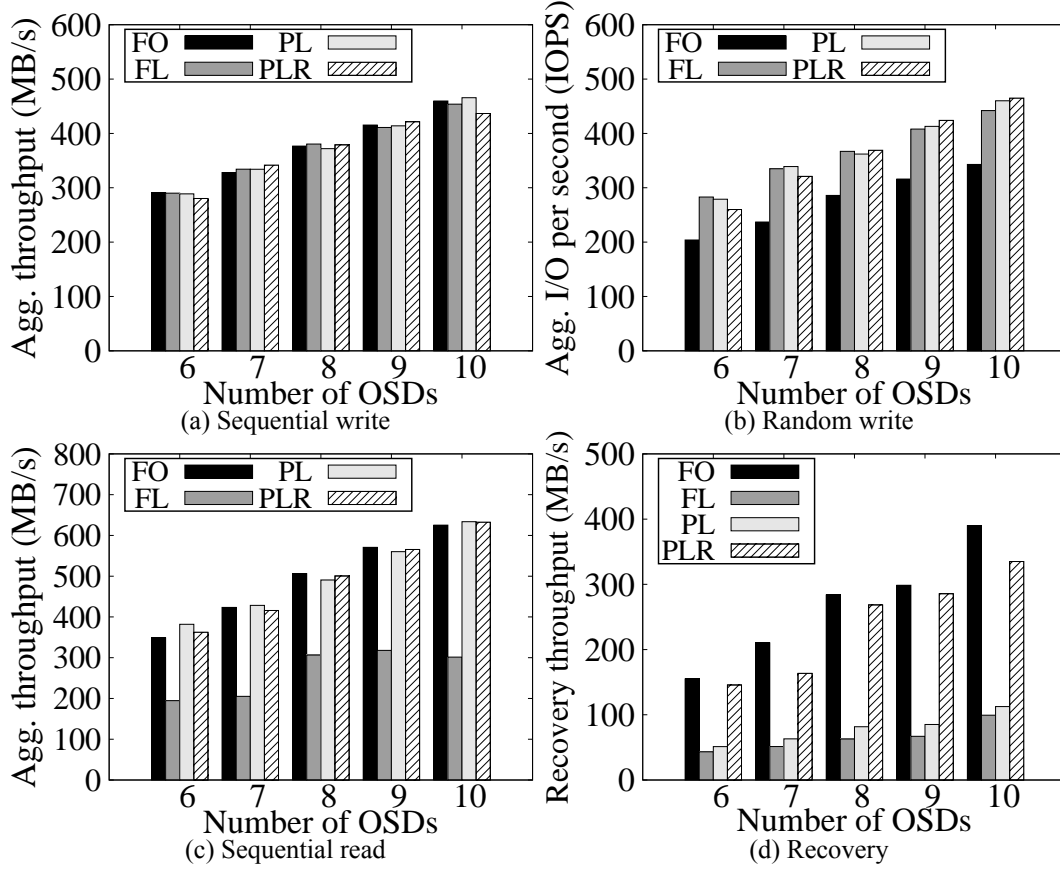 Agg. throughput (MB/s)
600
500
400
300
200
100
0
FO PL
FL PLR
6 7 8 9 10
Number of OSDs
(a) Sequential write
Agg. I/O per second (IOPS)
600
500
400
300
200
100
0
FO PL
FL PLR
6 7 8 9 10
Number of OSDs
(b) Random write
Agg. throughput (MB/s)
800
700
600
500
400
300
200
100
0
FO PL
FL PLR
6 7 8 9 10
Number of OSDs
(c) Sequential read
Recovery throughput (MB/s)
500
400
300
200
100
0
FO
FL
PL
PLR
6 7 8 9 10
Number of OSDs
(d) Recovery